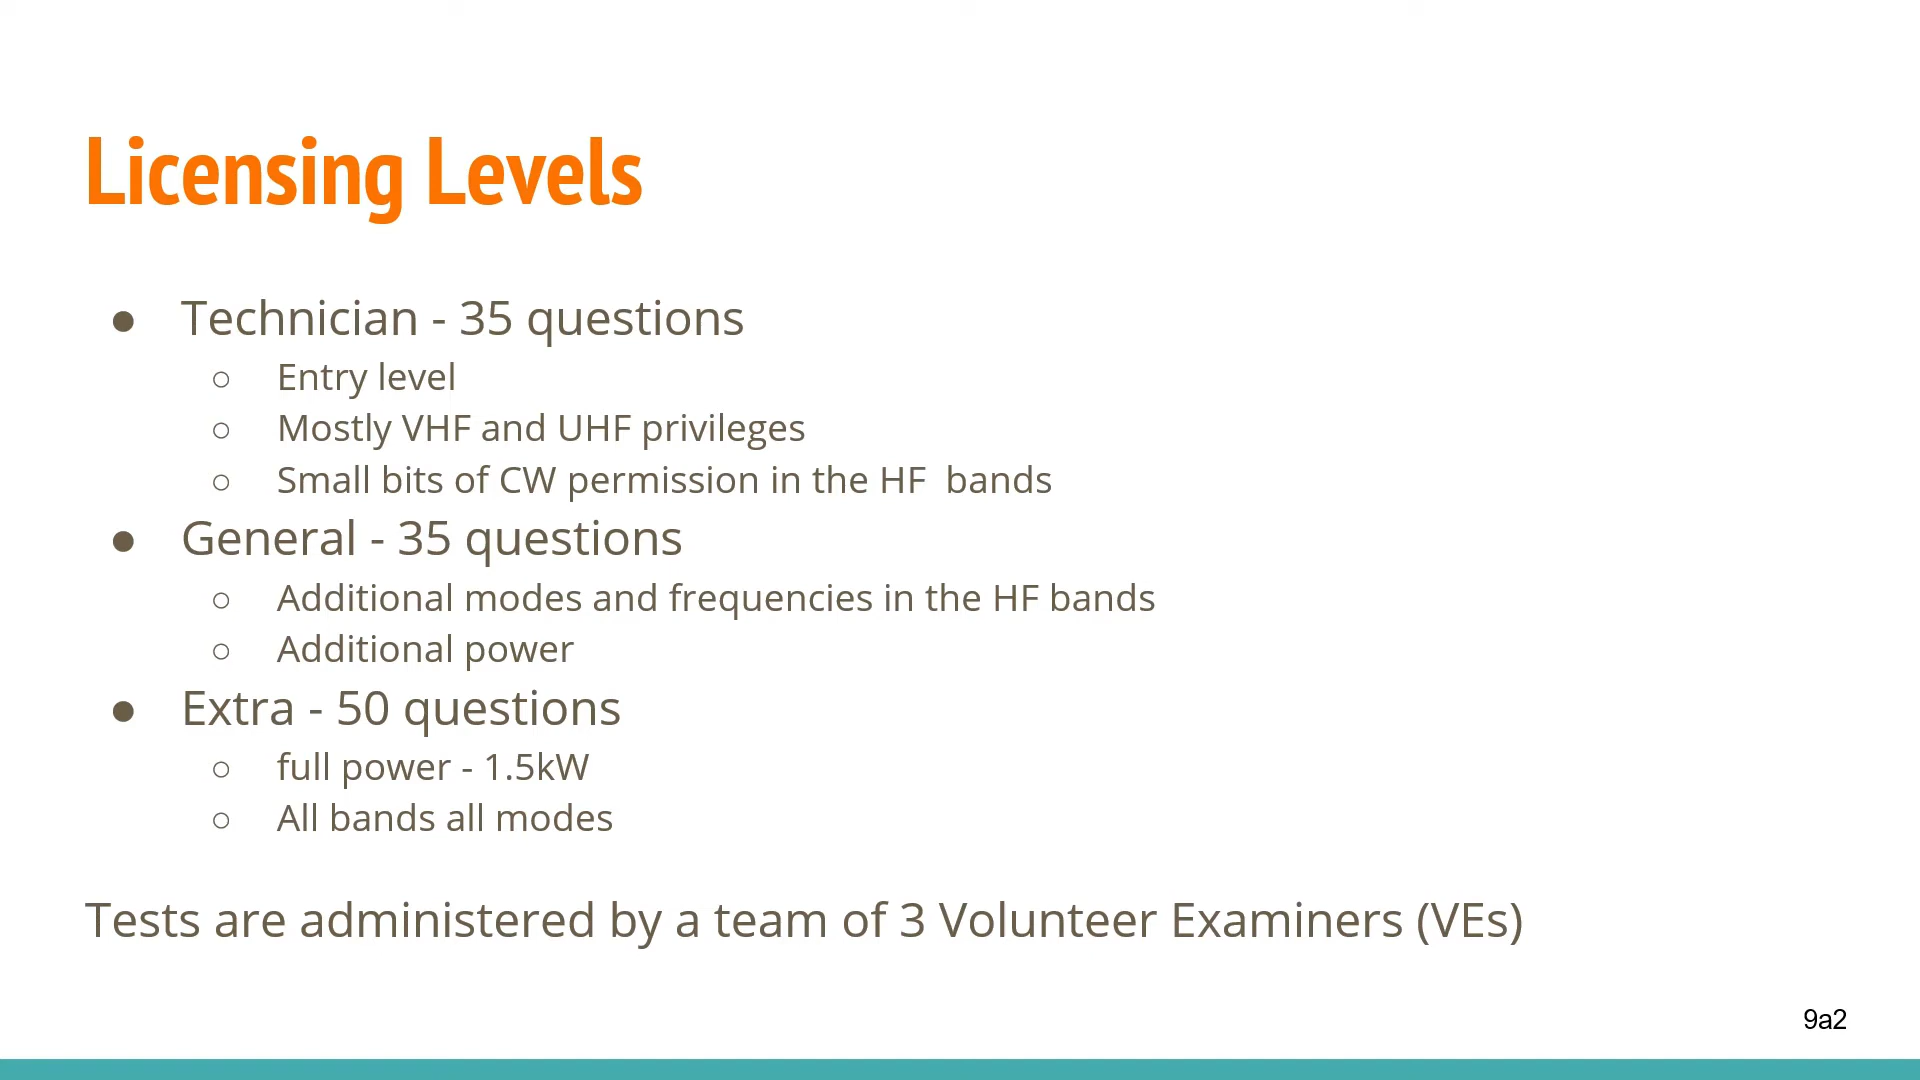 Licensing Levels
● Technician - 35 questions
○ Entry level
○ Mostly VHF and UHF privileges
○ Small bits of CW permission in the HF  bands
● General - 35 questions
○ Additional modes and frequencies in the HF bands
○ Additional power
● Extra - 50 questions
○ full power - 1.5kW
○ All bands all modes
Tests are administered by a team of 3 Volunteer Examiners (VEs)
9a2